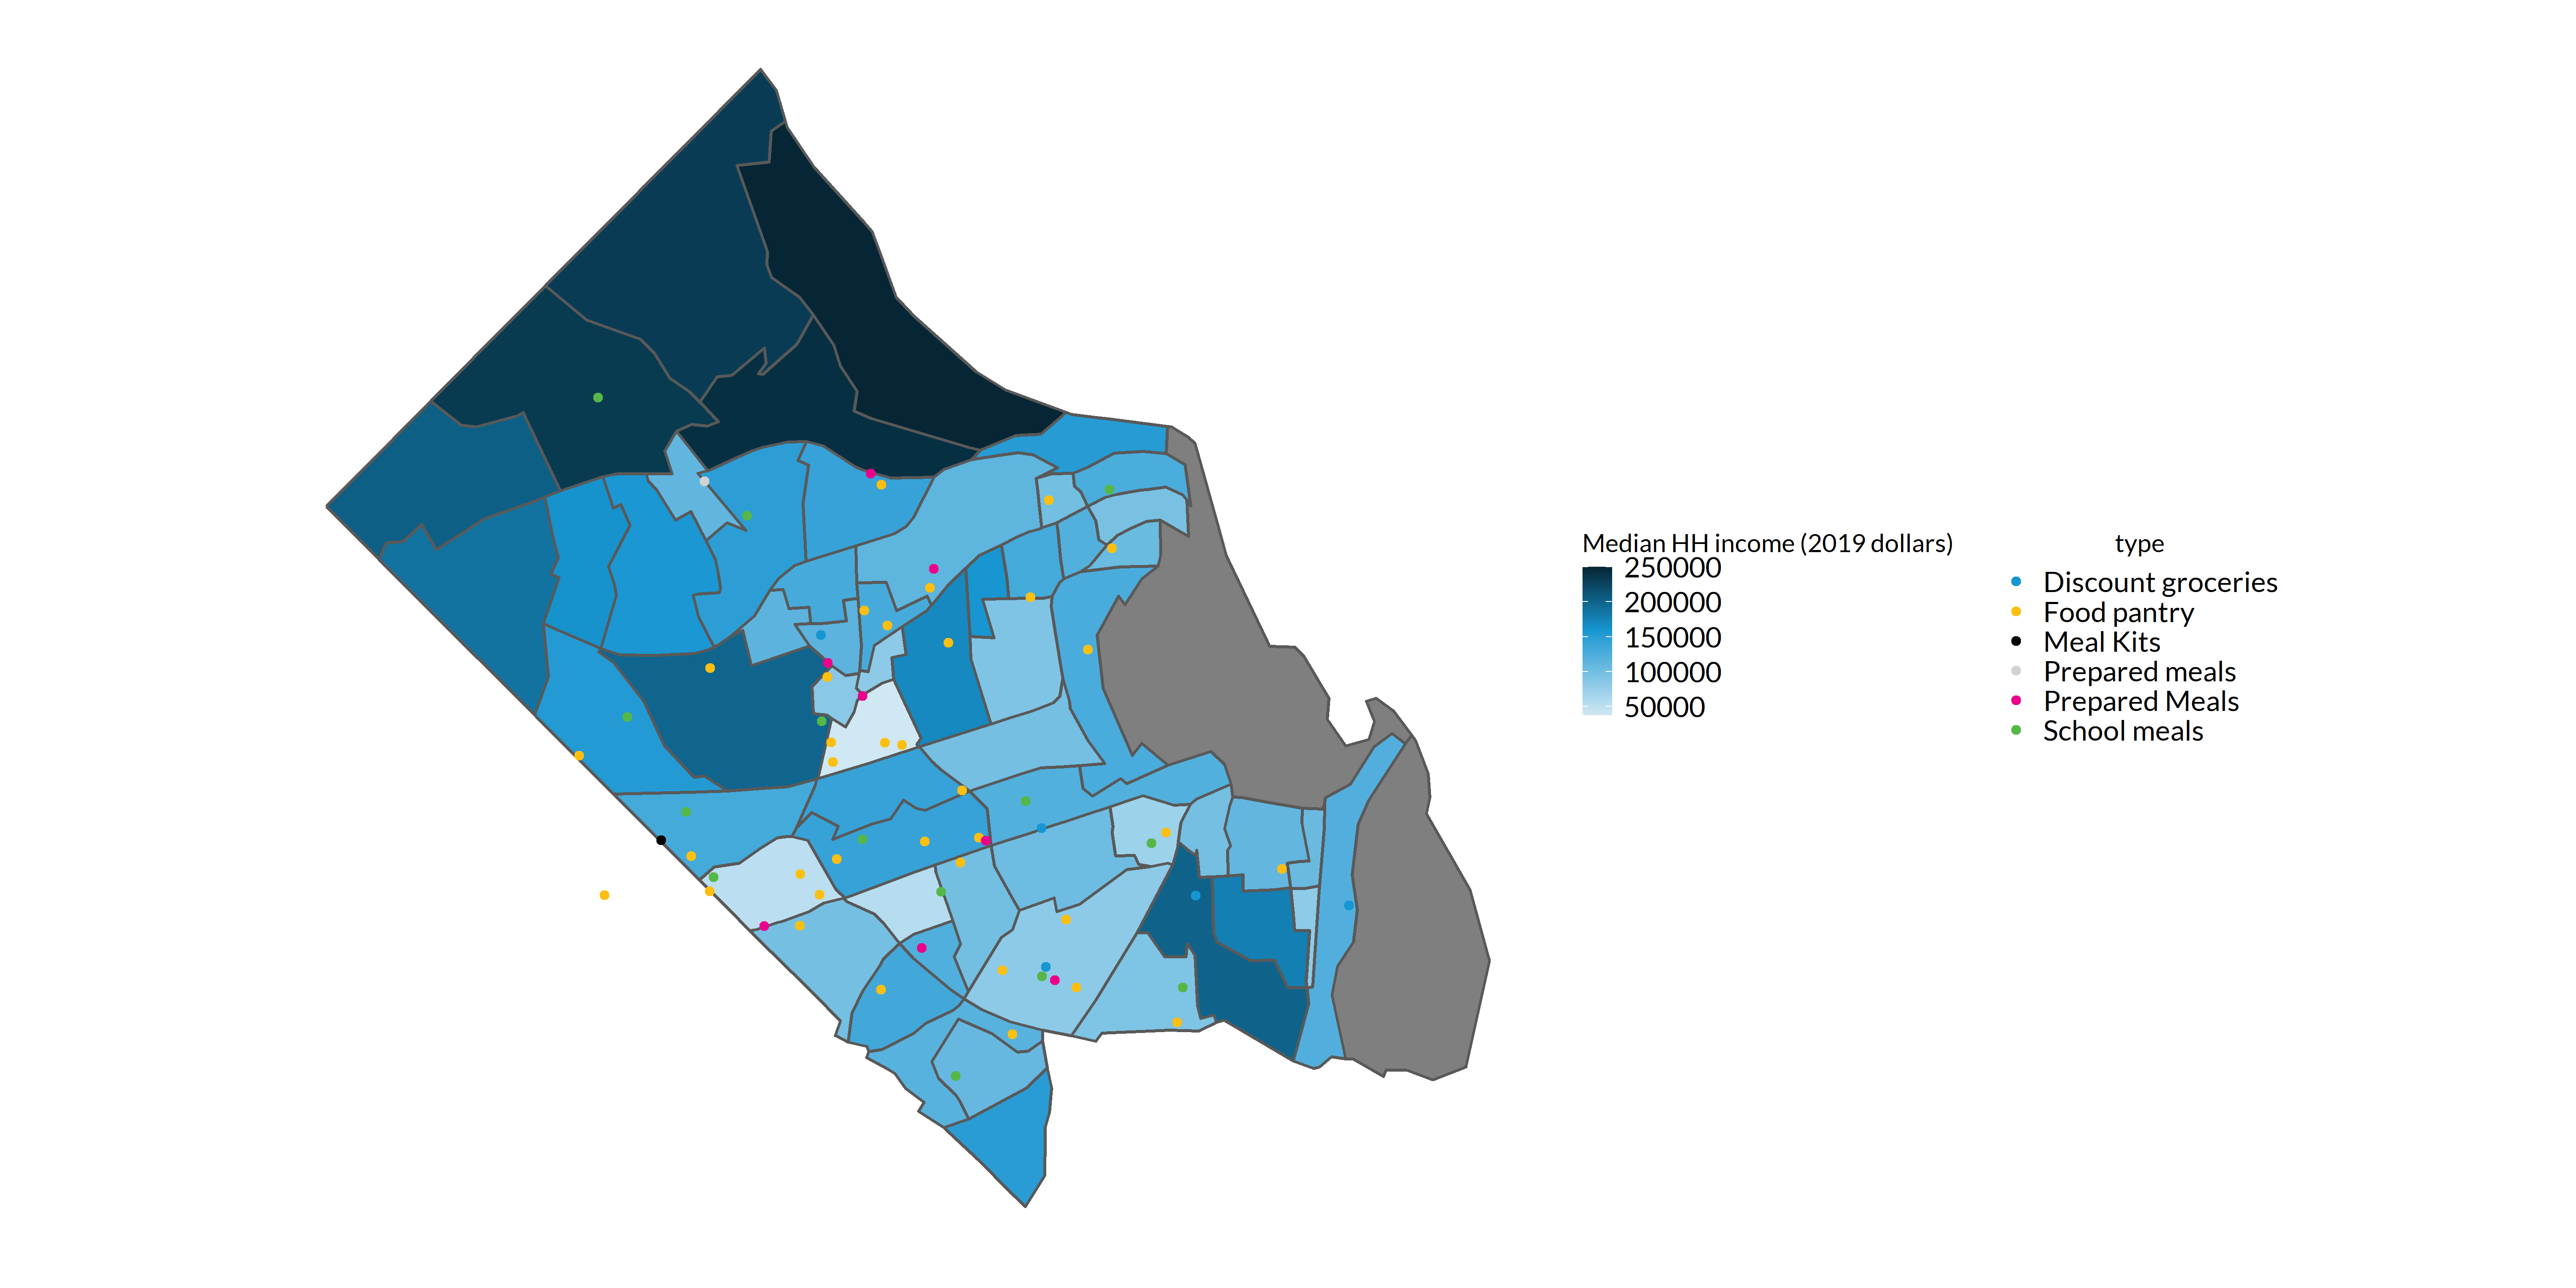 Median HH income (2019 dollars)
250000
200000
150000
100000
50000
type
Discount groceries
Food pantry
Meal Kits
Prepared meals
Prepared Meals
School meals